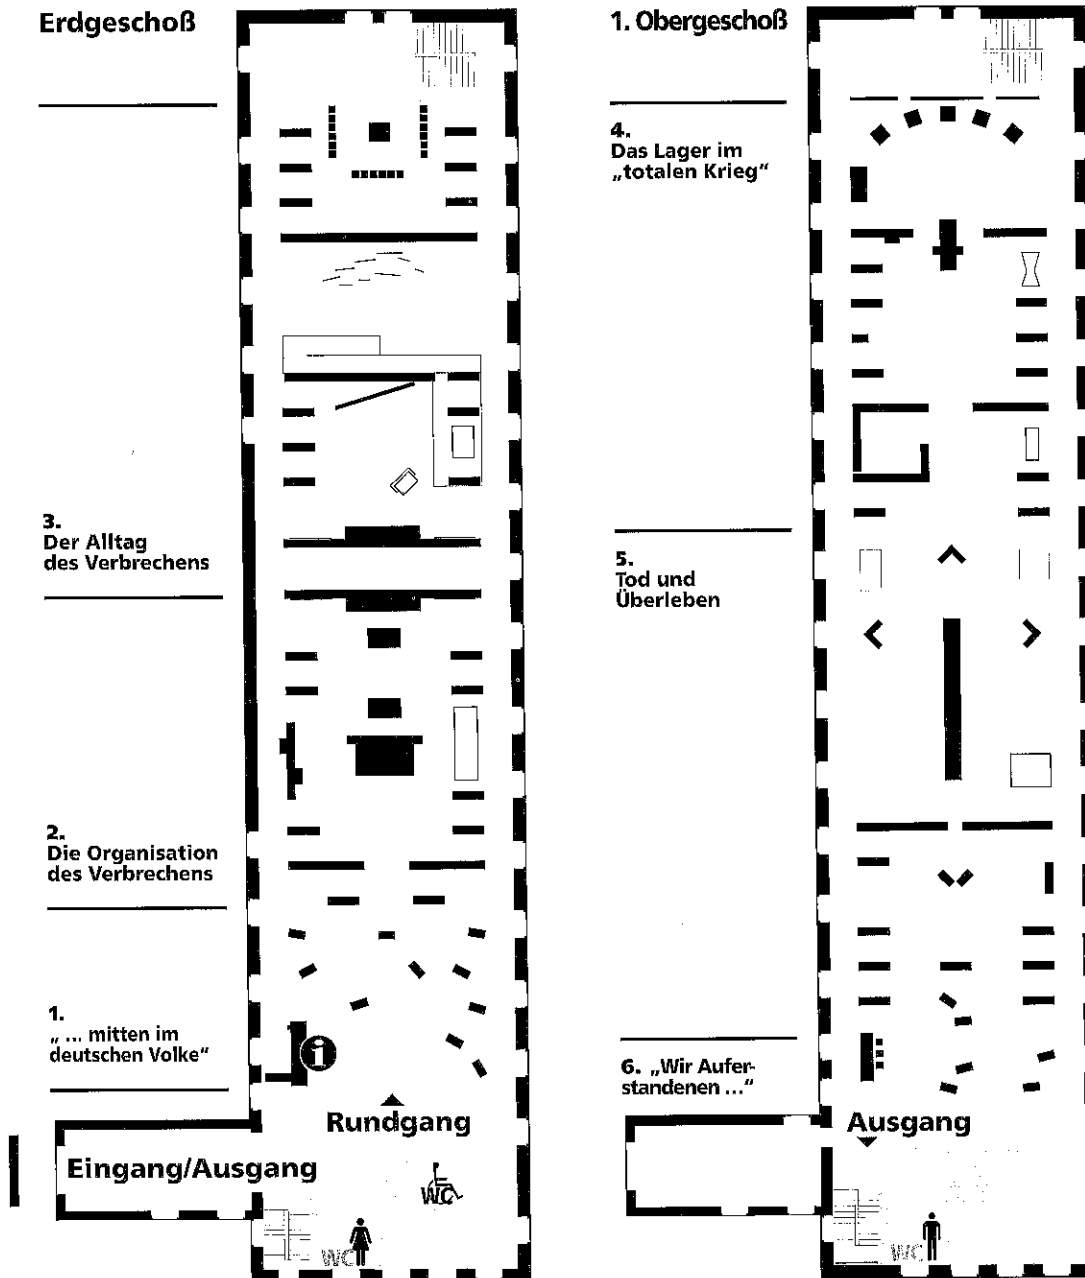 Erdgeschoß
3.
Der Alltag
des Verbrechens
2.
Die Organisation
des Verbrechens
1.
„ ... mitten im
deutschen Volke“
i
Rundgang
Eingang/Ausgang
WC
WC
1. Obergeschoß
4.
Das Lager im
„totalen Krieg“
5.
Tod und
Überleben
6. „Wir Aufer-
standenen ...“
Ausgang
WC